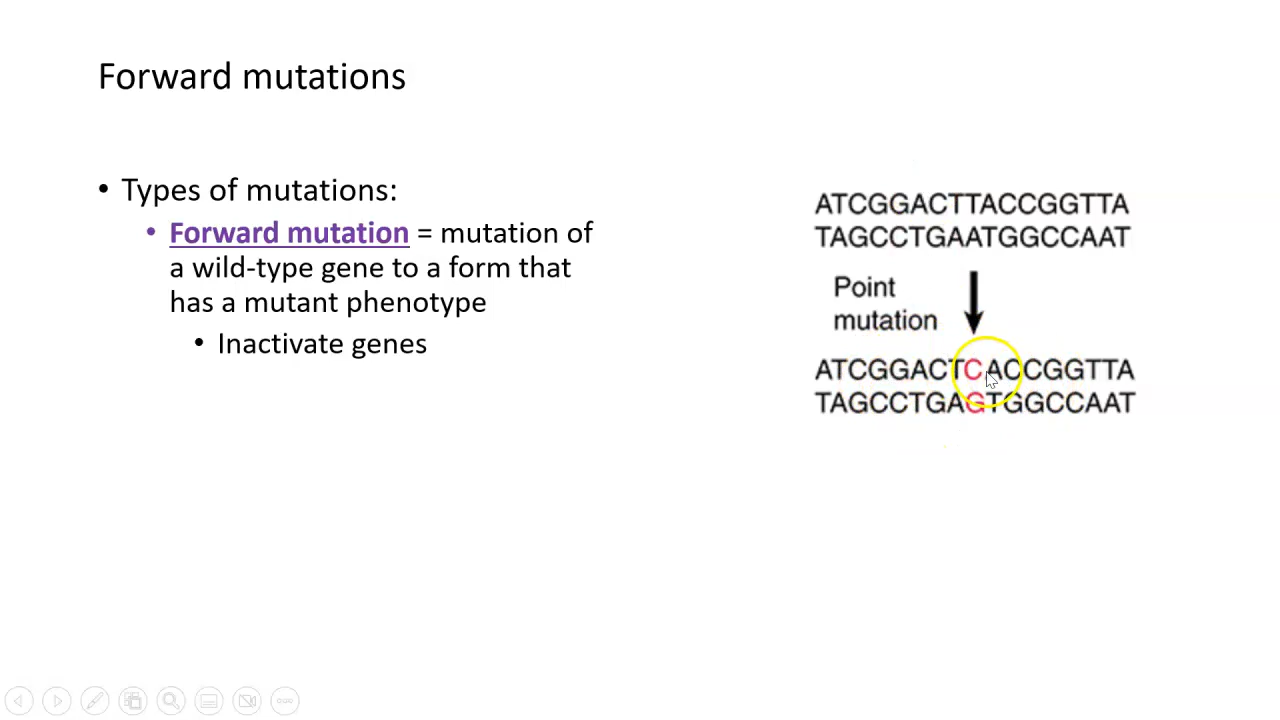 Forward mutations
• Types of mutations:
• Forward mutation = mutation of
a wild-type gene to a form that
has a mutant phenotype
• Inactivate genes
ATCGGACTTACCGGTTA
TAGCCTGAATGGCCAAT
Point
mutation
ATCGGACTCACCGGTTA
TAGCCTGAGTGGCCAAT